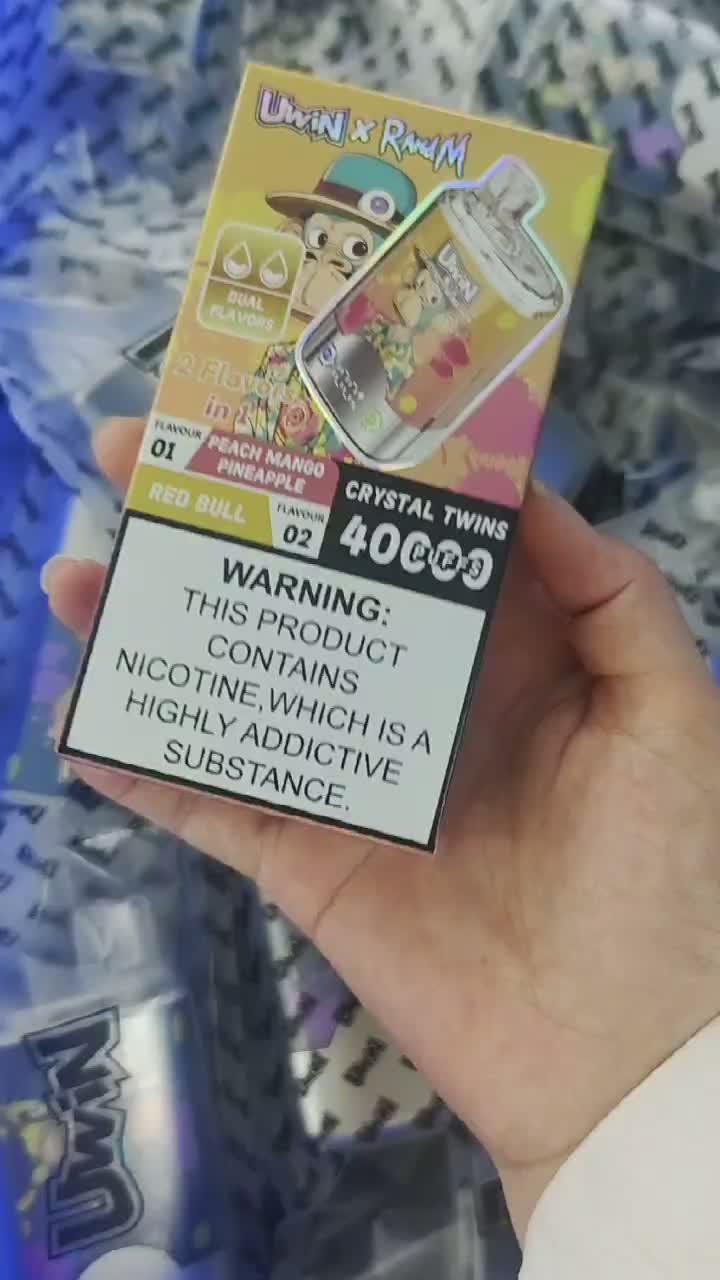 UWiN x RandM
UWiN
DUAL
FLAVORS
2 Flavors
in 1
FLAVOUR
01
PEACH MANGO
PINEAPPLE
RED BULL
FLAVOUR
02
CRYSTAL TWINS
40000
PUFFS
WARNING:
THIS PRODUCT
CONTAINS
NICOTINE,WHICH IS A
HIGHLY ADDICTIVE
SUBSTANCE.
UWiN